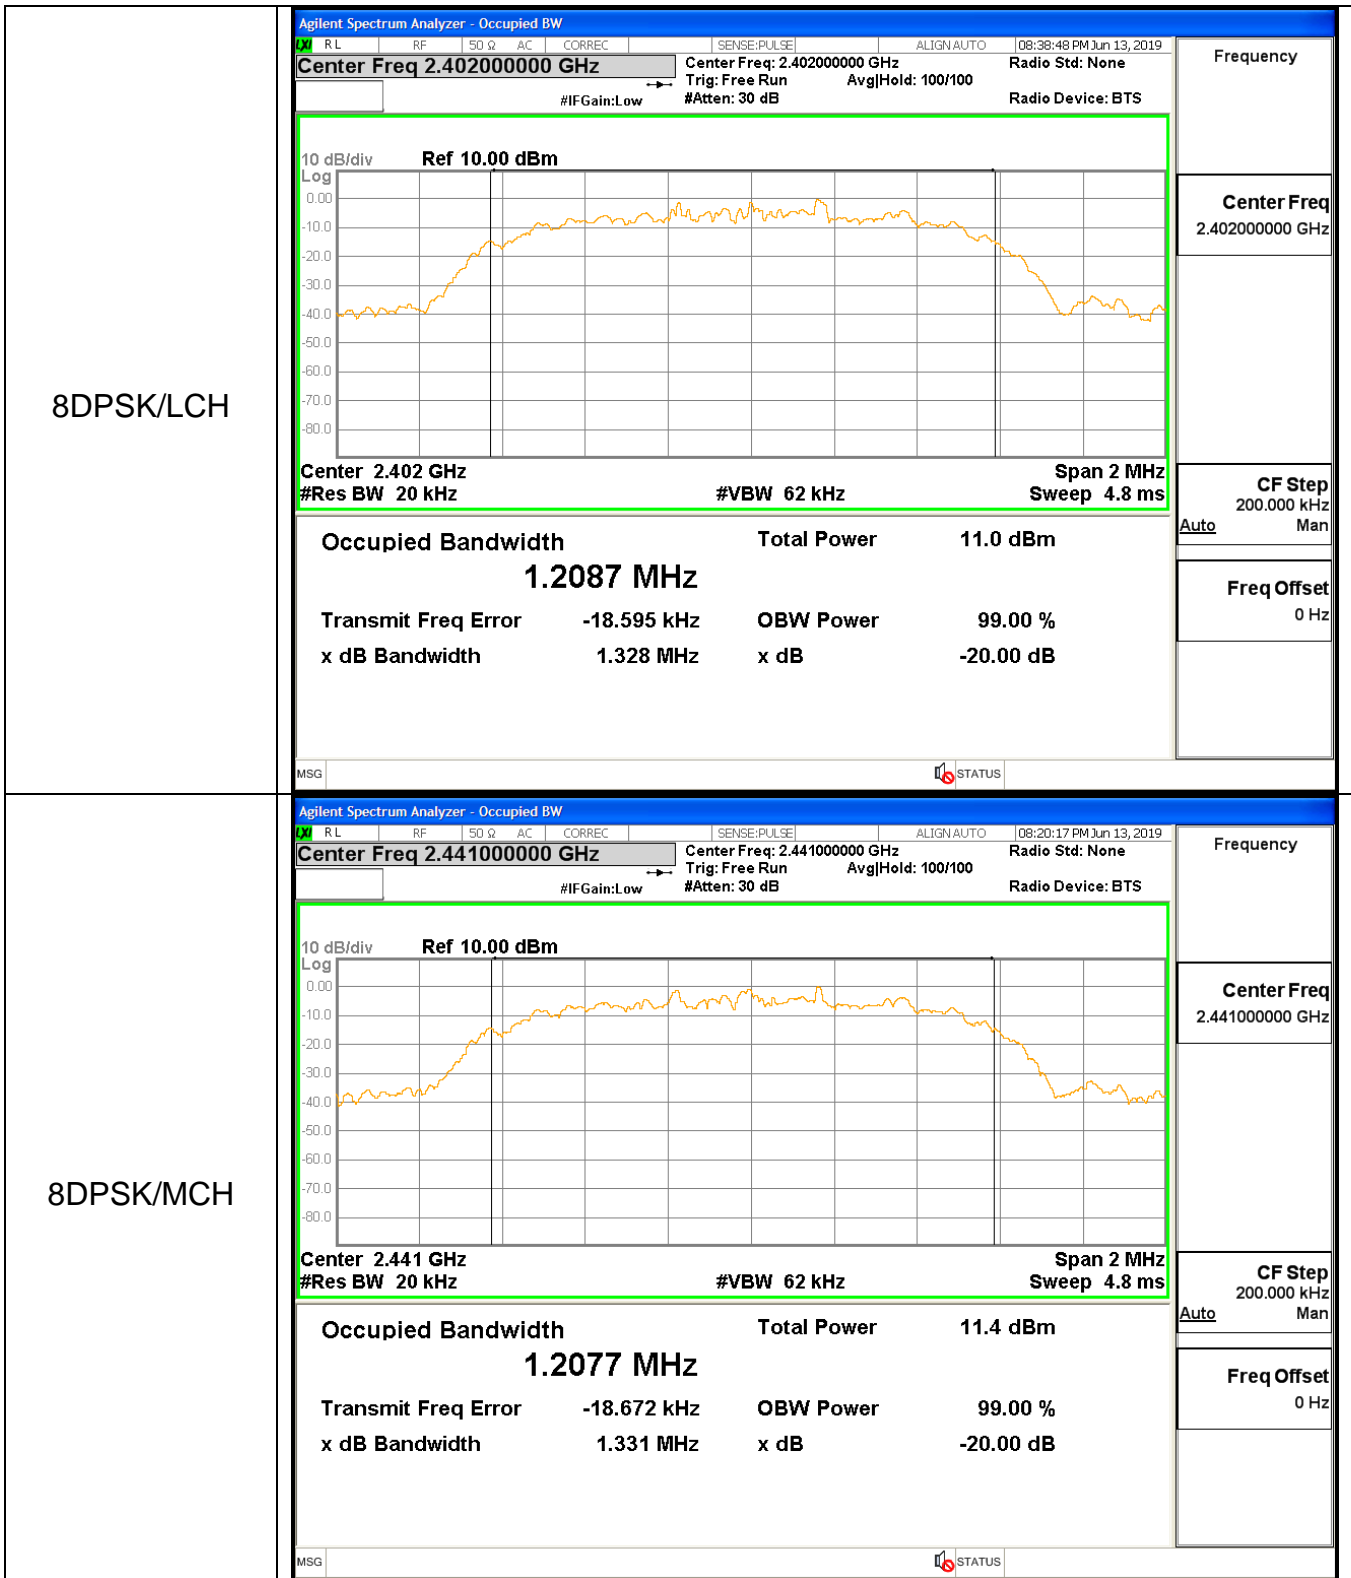 8DPSK/LCH
Agilent Spectrum Analyzer - Occupied BW
LXI RL RF 50 Ω AC CORREC SENSE:PULSE ALIGN AUTO 08:38:48 PM Jun 13, 2019
Center Freq 2.402000000 GHz
Center Freq: 2.402000000 GHz
Radio Std: None
Trig: Free Run Avg|Hold: 100/100
#IFGain:Low
#Atten: 30 dB
Radio Device: BTS
10 dB/div Ref 10.00 dBm
Log
0.00
-10.0
-20.0
-30.0
-40.0
-50.0
-60.0
-70.0
-80.0
Center 2.402 GHz
Span 2 MHz
#Res BW 20 kHz
#VBW 62 kHz
Sweep 4.8 ms
Occupied Bandwidth
Total Power 11.0 dBm
1.2087 MHz
Transmit Freq Error -18.595 kHz OBW Power 99.00 %
x dB Bandwidth 1.328 MHz x dB -20.00 dB
MSG
STATUS
Frequency
Center Freq
2.402000000 GHz
CF Step
200.000 kHz
Auto Man
Freq Offset
0 Hz
8DPSK/MCH
Agilent Spectrum Analyzer - Occupied BW
LXI RL RF 50 Ω AC CORREC SENSE:PULSE ALIGN AUTO 08:20:17 PM Jun 13, 2019
Center Freq 2.441000000 GHz
Center Freq: 2.441000000 GHz
Radio Std: None
Trig: Free Run Avg|Hold: 100/100
#IFGain:Low
#Atten: 30 dB
Radio Device: BTS
10 dB/div Ref 10.00 dBm
Log
0.00
-10.0
-20.0
-30.0
-40.0
-50.0
-60.0
-70.0
-80.0
Center 2.441 GHz
Span 2 MHz
#Res BW 20 kHz
#VBW 62 kHz
Sweep 4.8 ms
Occupied Bandwidth
Total Power 11.4 dBm
1.2077 MHz
Transmit Freq Error -18.672 kHz OBW Power 99.00 %
x dB Bandwidth 1.331 MHz x dB -20.00 dB
MSG
STATUS
Frequency
Center Freq
2.441000000 GHz
CF Step
200.000 kHz
Auto Man
Freq Offset
0 Hz